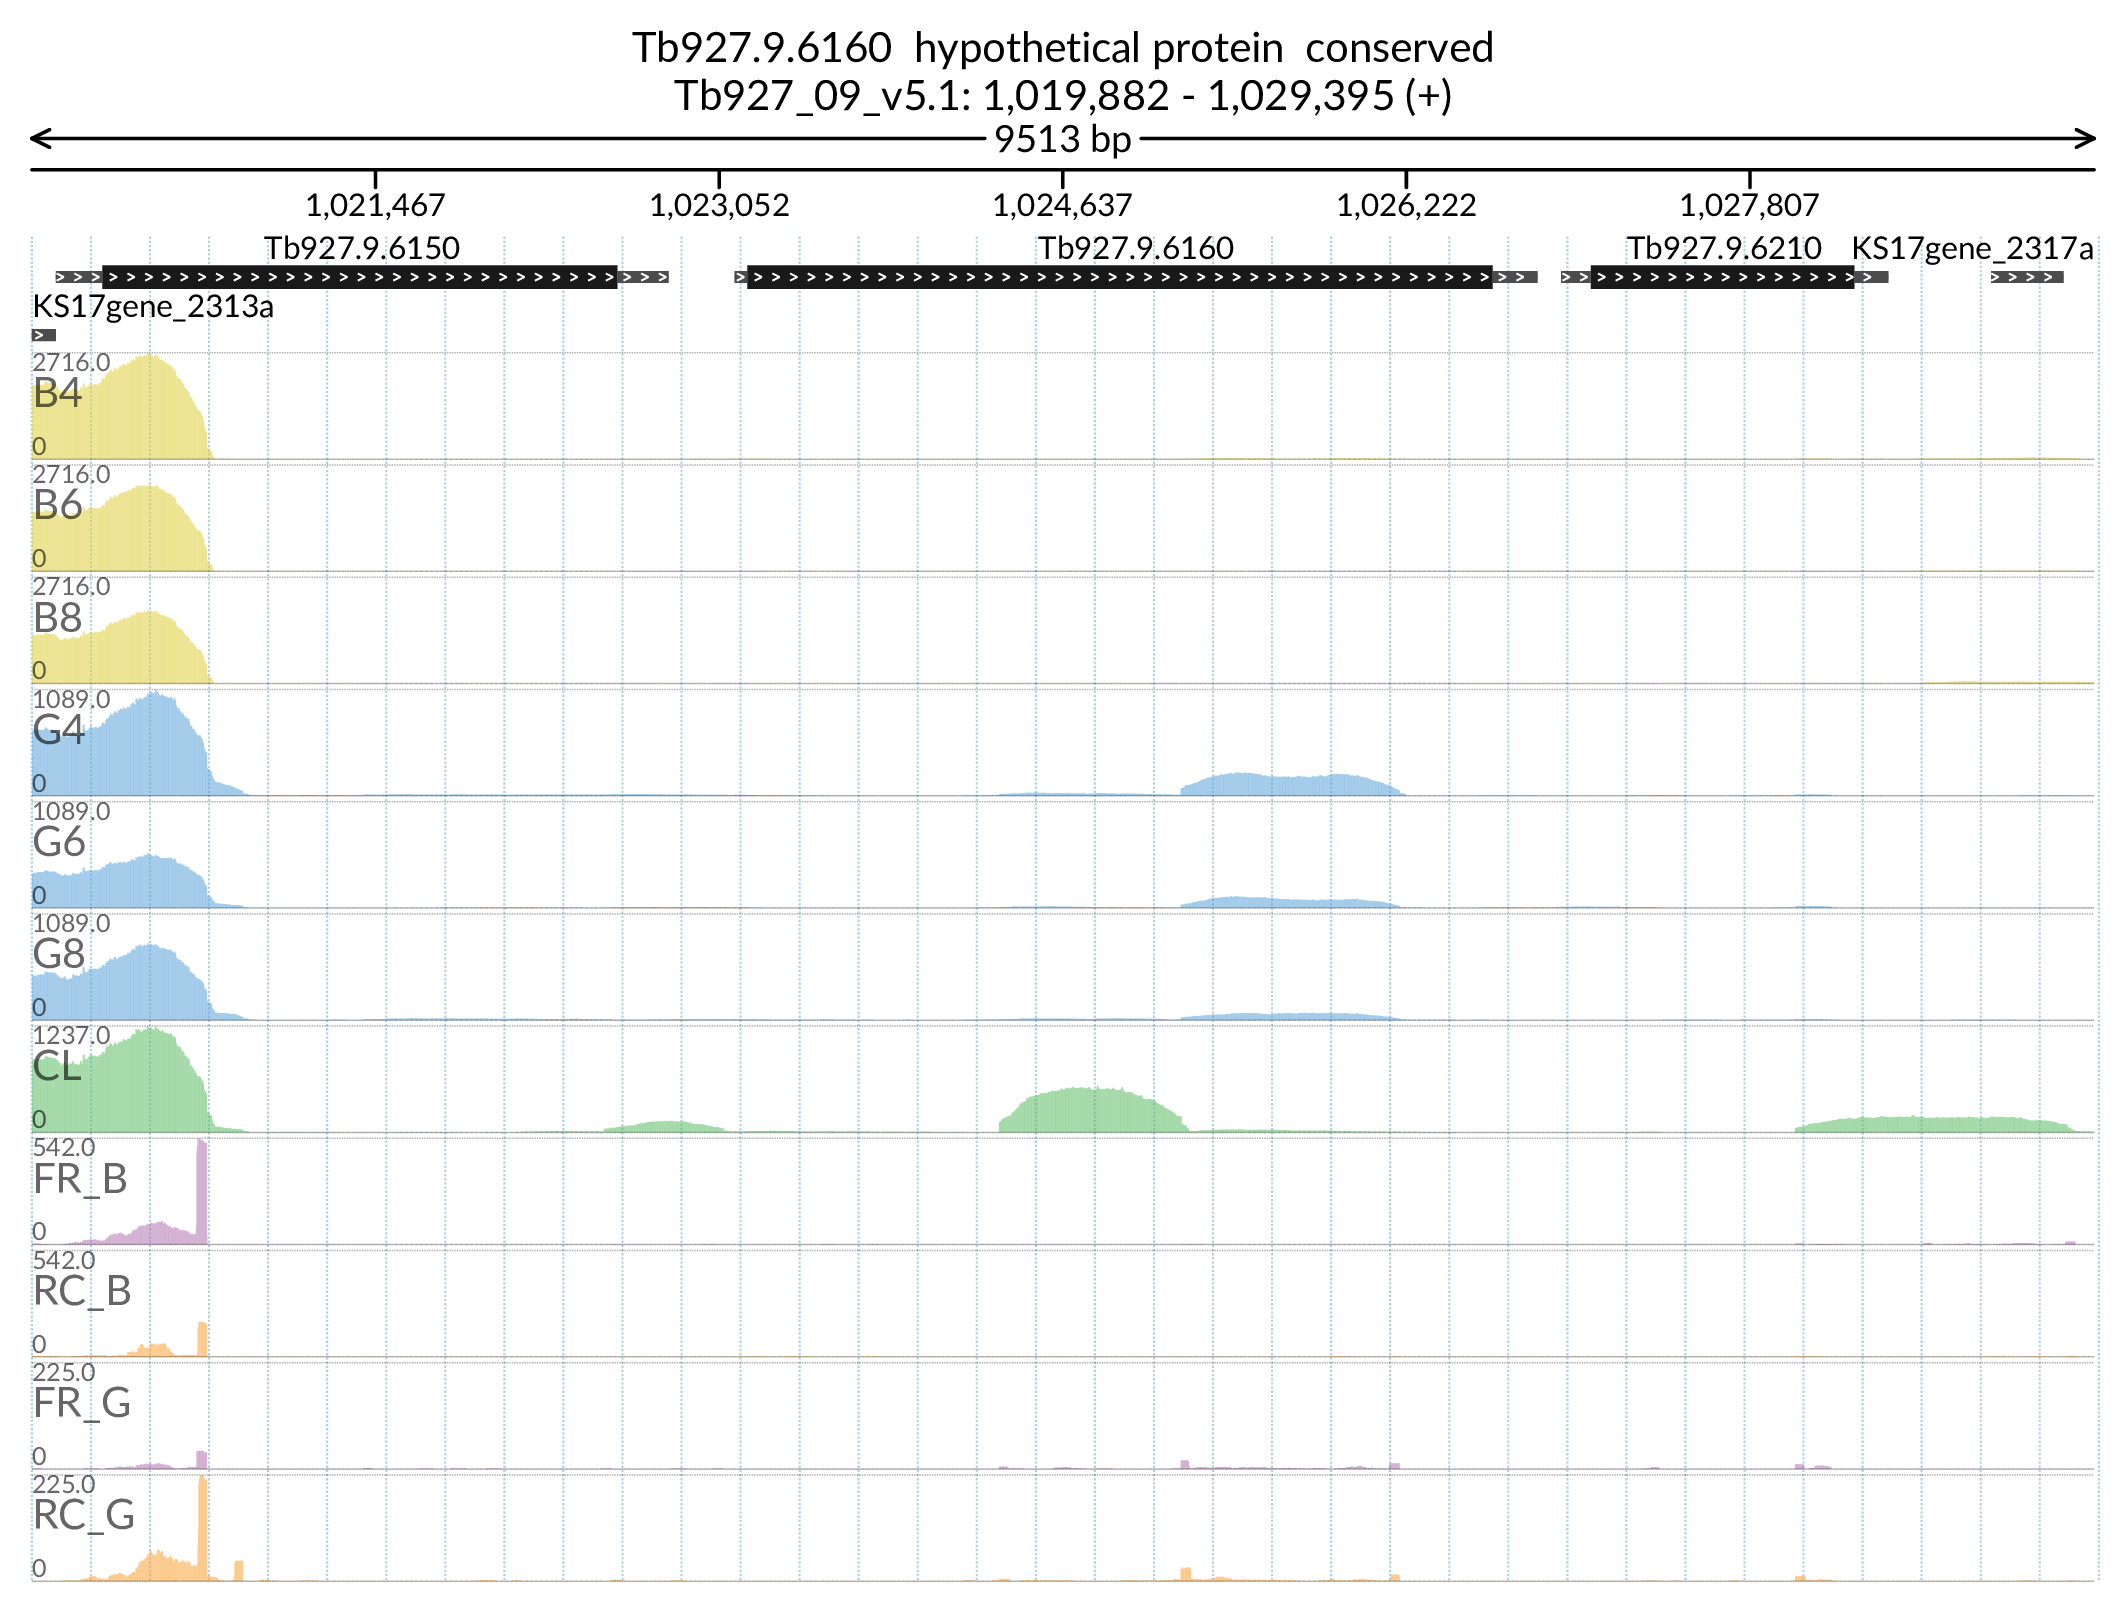 Tb927.9.6160 hypothetical protein conserved
Tb927_09_v5.1: 1,019,882 - 1,029,395 (+)
9513 bp
1,021,467 1,023,052 1,024,637 1,026,222 1,027,807
Tb927.9.6150 Tb927.9.6160 Tb927.9.6210 KS17gene_2317a
KS17gene_2313a
2716.0
B4
0
2716.0
B6
0
2716.0
B8
0
1089.0
G4
0
1089.0
G6
0
1089.0
G8
0
1237.0
CL
0
542.0
FR_B
0
542.0
RC_B
0
225.0
FR_G
0
225.0
RC_G
0